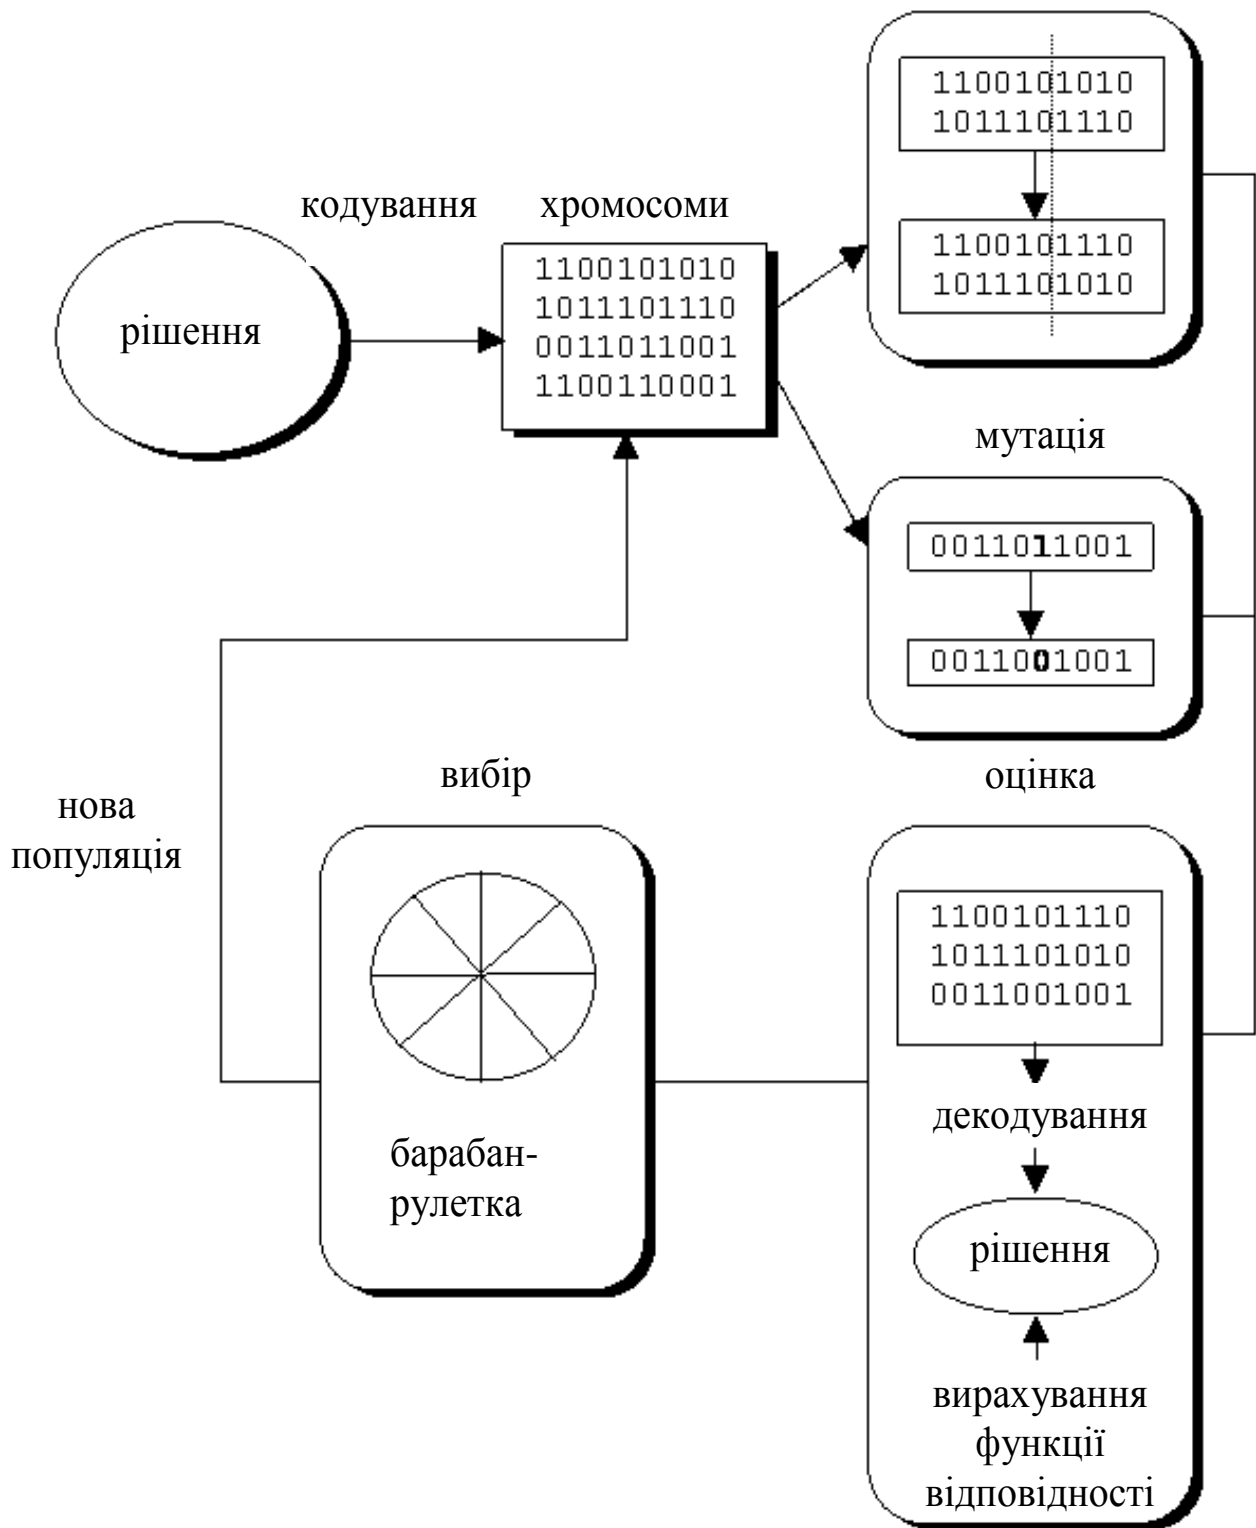 кодування
хромосоми
рішення
1100101010
1011101110
0011011001
1100110001
1100101010
1011101110
1100101110
1011101010
мутація
0011011001
0011001001
оцінка
1100101110
1011101010
0011001001
декодування
рішення
вирахування
функції
відповідності
вибір
барабан-
рулетка
нова
популяція